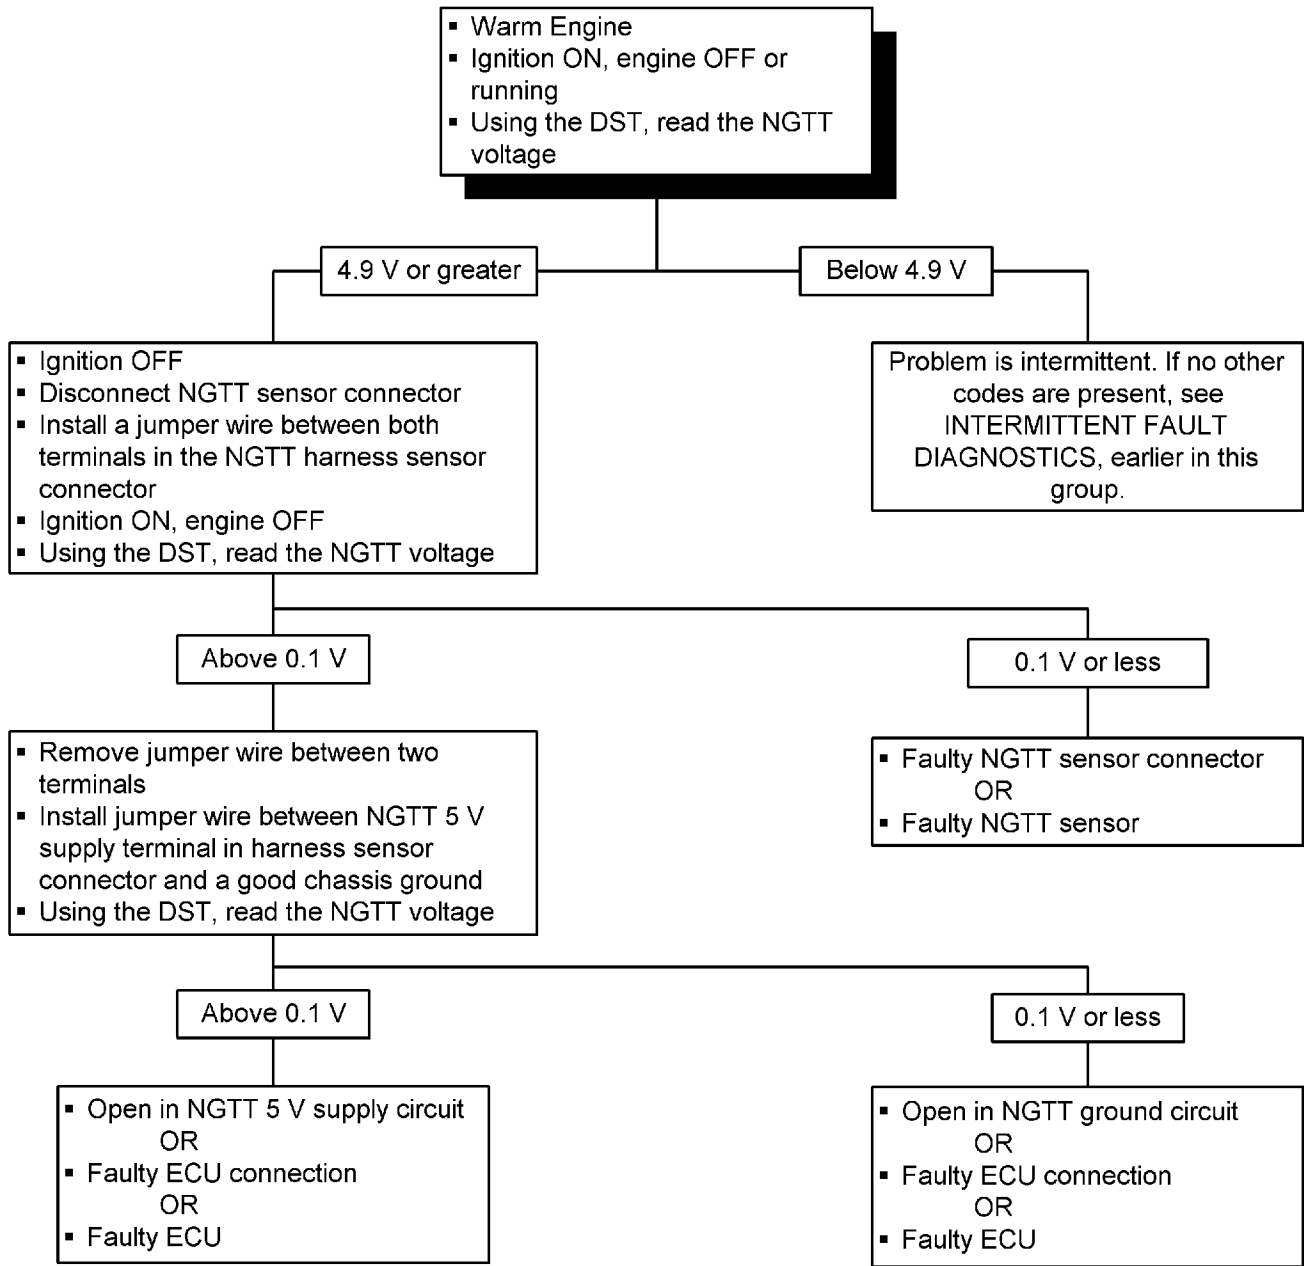 ▪ Warm Engine
▪ Ignition ON, engine OFF or
running
▪ Using the DST, read the NGTT
voltage
4.9 V or greater
Below 4.9 V
▪ Ignition OFF
▪ Disconnect NGTT sensor connector
▪ Install a jumper wire between both
terminals in the NGTT harness sensor
connector
▪ Ignition ON, engine OFF
▪ Using the DST, read the NGTT voltage
Problem is intermittent. If no other
codes are present, see
INTERMITTENT FAULT
DIAGNOSTICS, earlier in this
group.
Above 0.1 V
0.1 V or less
▪ Remove jumper wire between two
terminals
▪ Install jumper wire between NGTT 5 V
supply terminal in harness sensor
connector and a good chassis ground
▪ Using the DST, read the NGTT voltage
▪ Faulty NGTT sensor connector
OR
▪ Faulty NGTT sensor
Above 0.1 V
0.1 V or less
▪ Open in NGTT 5 V supply circuit
OR
▪ Faulty ECU connection
OR
▪ Faulty ECU
▪ Open in NGTT ground circuit
OR
▪ Faulty ECU connection
OR
▪ Faulty ECU